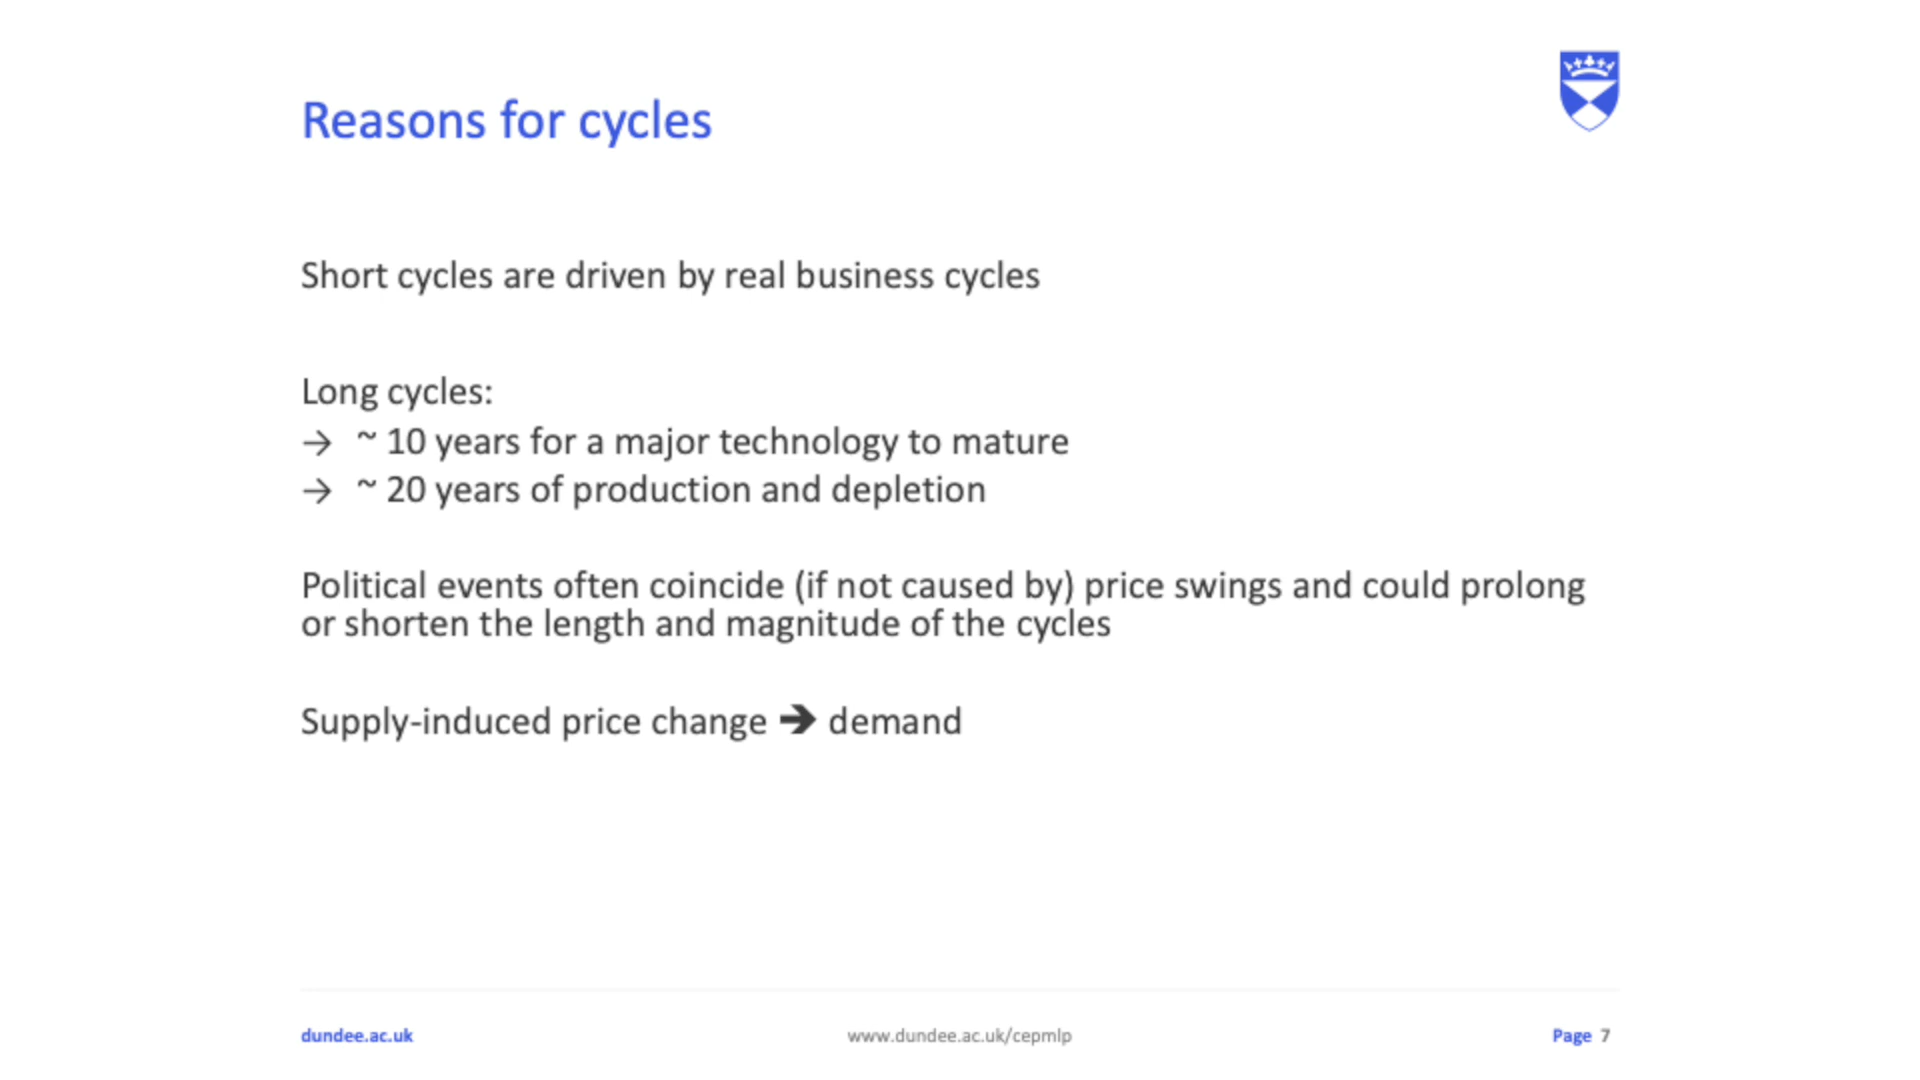 Reasons for cycles
Short cycles are driven by real business cycles
Long cycles:
→ ~ 10 years for a major technology to mature
→ ~ 20 years of production and depletion
Political events often coincide (if not caused by) price swings and could prolong
or shorten the length and magnitude of the cycles
Supply-induced price change ➔ demand
dundee.ac.uk
www.dundee.ac.uk/cepmlp
Page 7